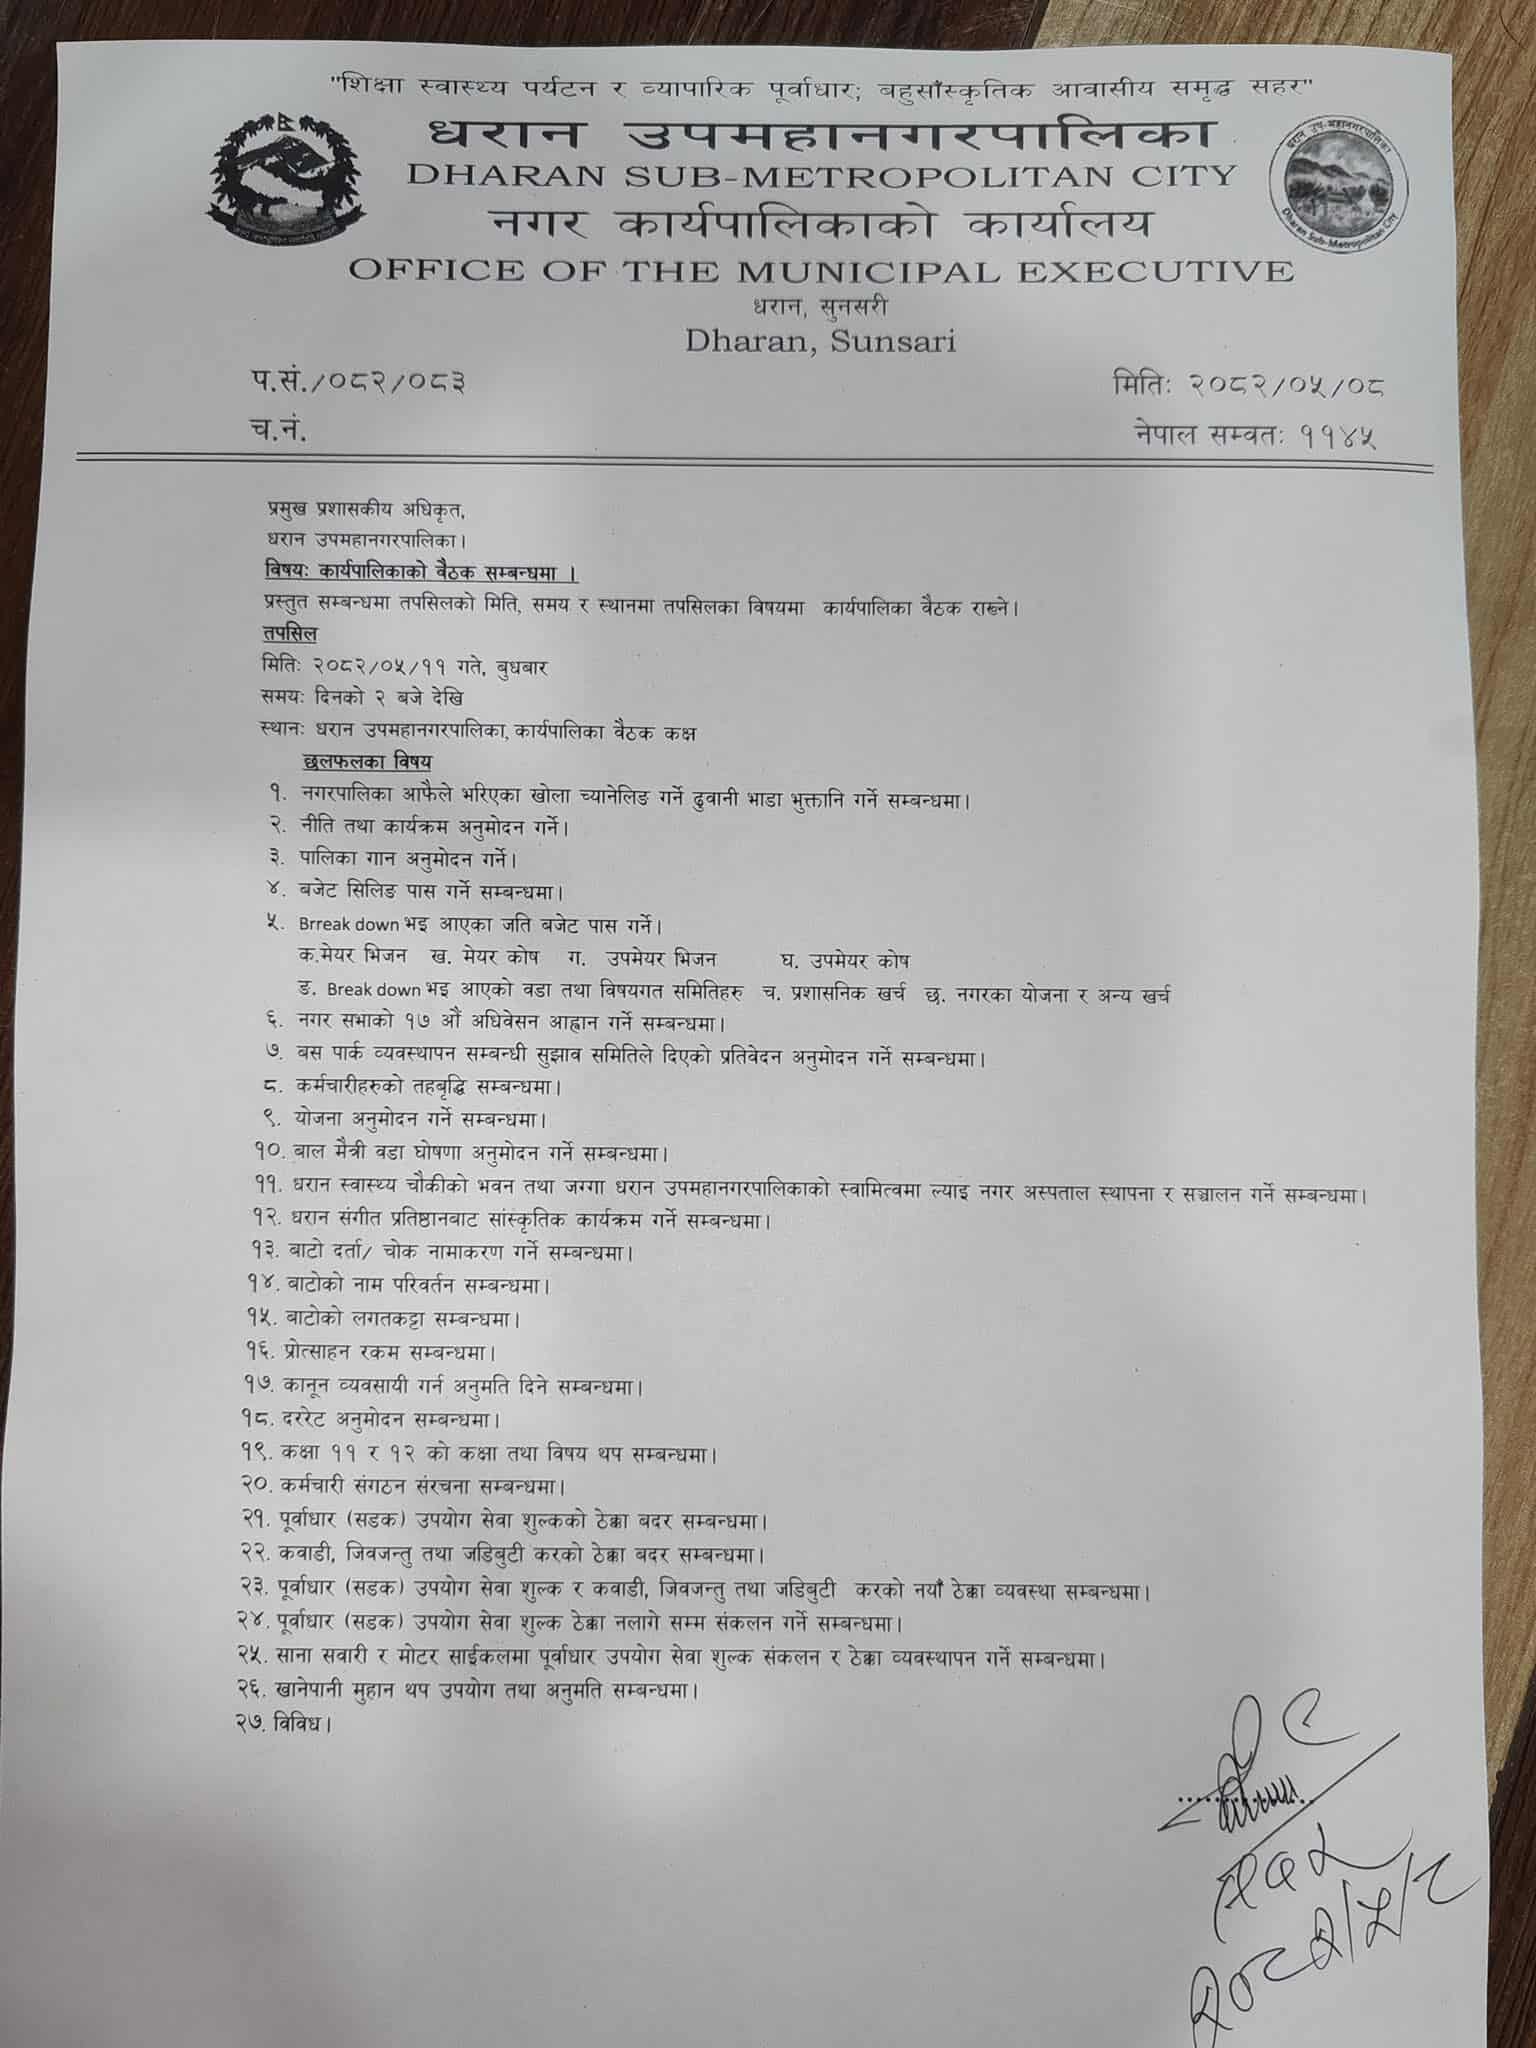 "शिक्षा स्वास्थ्य पर्यटन र व्यापारिक पूर्वाधार; बहुसाँस्कृतिक आवासीय समृद्ध सहर"
धरान उपमहानगरपालिका
DHARAN SUB-METROPOLITAN CITY
नगर कार्यपालिकाको कार्यालय
OFFICE OF THE MUNICIPAL EXECUTIVE
धरान, सुनसरी
Dharan, Sunsari
धरान उप-महानगरपालिका
Dharan Sub-Metropolitan City
प.सं./०८२/०८३
मितिः २०८२/०५/०८
च.नं.
नेपाल सम्वतः ११४५
प्रमुख प्रशासकीय अधिकृत,
धरान उपमहानगरपालिका।
विषयः कार्यपालिकाको वैठक सम्बन्धमा ।
प्रस्तुत सम्बन्धमा तपसिलको मिति, समय र स्थानमा तपसिलका विषयमा कार्यपालिका वैठक राख्ने।
तपसिल
मितिः २०८२/०५/११ गते, बुधबार
समयः दिनको २ बजे देखि
स्थानः धरान उपमहानगरपालिका, कार्यपालिका वैठक कक्ष
छलफलका विषय
१. नगरपालिका आफैले भरिएका खोला च्यानेलिङ गर्ने ढुवानी भाडा भुक्तानि गर्ने सम्बन्धमा।
२. नीति तथा कार्यक्रम अनुमोदन गर्ने।
३. पालिका गान अनुमोदन गर्ने।
४. बजेट सिलिङ पास गर्ने सम्बन्धमा।
५. Brreak down भइ आएका जति बजेट पास गर्ने।
क.मेयर भिजन ख. मेयर कोष ग. उपमेयर भिजन घ. उपमेयर कोष
ङ. Break down भइ आएको वडा तथा विषयगत समितिहरु च. प्रशासनिक खर्च छ. नगरका योजना र अन्य खर्च
६. नगर सभाको १७ औं अधिवेसन आह्वान गर्ने सम्बन्धमा।
७. बस पार्क व्यवस्थापन सम्बन्धी सुझाव समितिले दिएको प्रतिवेदन अनुमोदन गर्ने सम्बन्धमा।
८. कर्मचारीहरुको तहबृद्धि सम्बन्धमा।
९. योजना अनुमोदन गर्ने सम्बन्धमा।
१०. बाल मैत्री वडा घोषणा अनुमोदन गर्ने सम्बन्धमा।
११. धरान स्वास्थ्य चौकीको भवन तथा जग्गा धरान उपमहानगरपालिकाको स्वामित्वमा ल्याइ नगर अस्पताल स्थापना र सञ्चालन गर्ने सम्बन्धमा।
१२. धरान संगीत प्रतिष्ठानबाट सांस्कृतिक कार्यक्रम गर्ने सम्बन्धमा।
१३. बाटो दर्ता/ चोक नामाकरण गर्ने सम्बन्धमा।
१४. बाटोको नाम परिवर्तन सम्बन्धमा।
१५. बाटोको लगतकट्टा सम्बन्धमा।
१६. प्रोत्साहन रकम सम्बन्धमा।
१७. कानून व्यवसायी गर्न अनुमति दिने सम्बन्धमा।
१८. दररेट अनुमोदन सम्बन्धमा।
१९. कक्षा ११ र १२ को कक्षा तथा विषय थप सम्बन्धमा।
२०. कर्मचारी संगठन संरचना सम्बन्धमा।
२१. पूर्वाधार (सडक) उपयोग सेवा शुल्कको ठेक्का बदर सम्बन्धमा।
२२. कवाडी, जिवजन्तु तथा जडिबुटी करको ठेक्का बदर सम्बन्धमा।
२३. पूर्वाधार (सडक) उपयोग सेवा शुल्क र कवाडी, जिवजन्तु तथा जडिबुटी करको नयाँ ठेक्का व्यवस्था सम्बन्धमा।
२४. पूर्वाधार (सडक) उपयोग सेवा शुल्क ठेक्का नलागे सम्म संकलन गर्ने सम्बन्धमा।
२५. साना सवारी र मोटर साईकलमा पूर्वाधार उपयोग सेवा शुल्क संकलन र ठेक्का व्यवस्थापन गर्ने सम्बन्धमा।
२६. खानेपानी मुहान थप उपयोग तथा अनुमति सम्बन्धमा।
२७. विविध।
२०८२/५/८